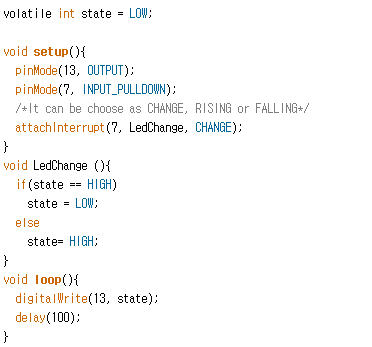 volatile int state = LOW;
void setup(){
pinMode(13, OUTPUT);
pinMode(7, INPUT_PULLDOWN);
/*It can be choose as CHANGE, RISING or FALLING*/
attachInterrupt(7, LedChange, CHANGE);
}
void LedChange (){
if(state == HIGH)
state = LOW;
else
state= HIGH;
}
void loop(){
digitalWrite(13, state);
delay(100);
}